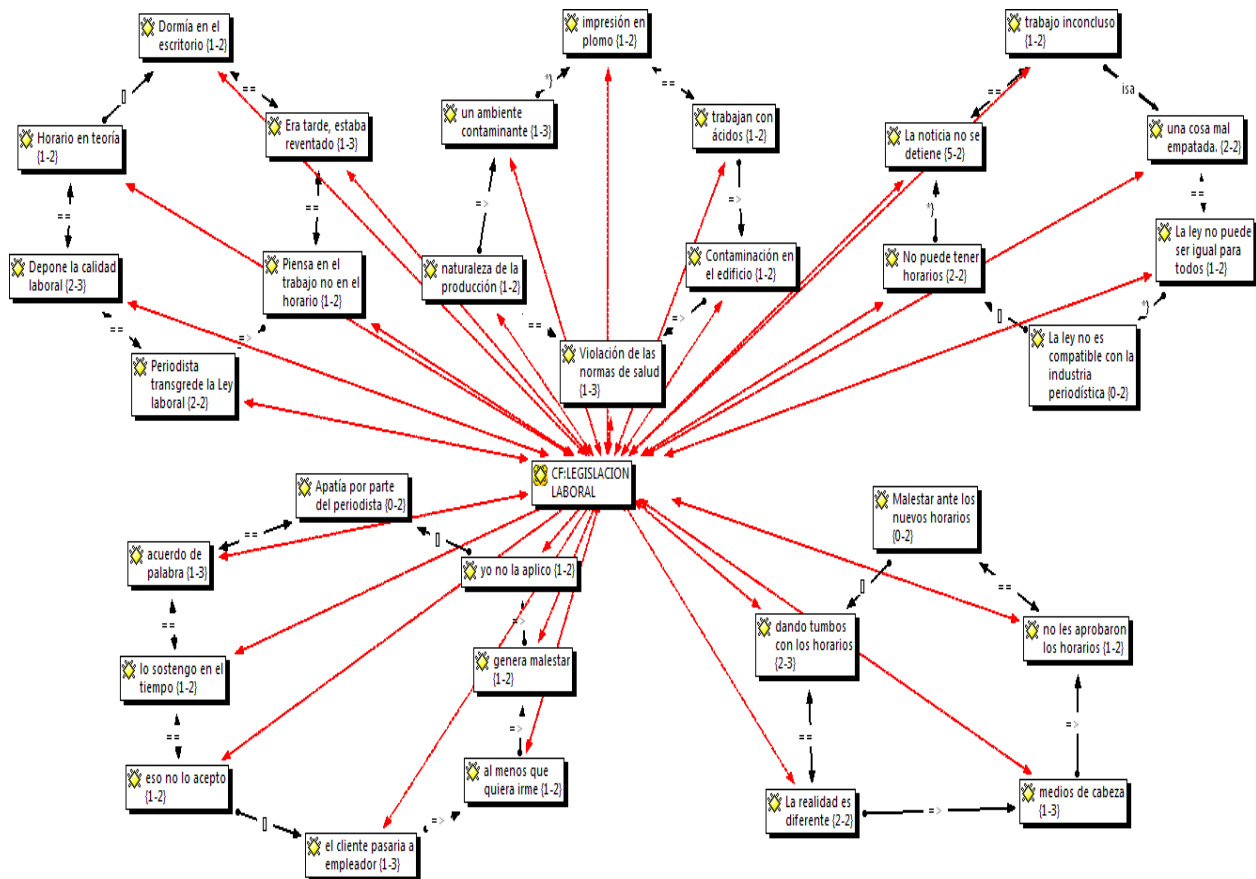 Dormía en el
escritorio {1-2}
impresión en
plomo {1-2}
trabajo inconcluso
{1-2}
[]
==
*}
==
==
isa
Horario en teoría
{1-2}
Era tarde, estaba
reventado {1-3}
un ambiente
contaminante {1-3}
trabajan con
ácidos {1-2}
La noticia no se
detiene {5-2}
una cosa mal
empatada. {2-2}
==
==
=>
=>
*}
==
Depone la calidad
laboral {2-3}
Piensa en el
trabajo no en el
horario {1-2}
naturaleza de la
producción {1-2}
Contaminación en
el edificio {1-2}
No puede tener
horarios {2-2}
La ley no puede
ser igual para
todos {1-2}
==
=>
==
=>
[]
*}
Periodista
transgrede la Ley
laboral {2-2}
Violación de las
normas de salud
{1-3}
La ley no es
compatible con la
industria
periodística {0-2}
CF:LEGISLACION
LABORAL
Apatía por parte
del periodista {0-2}
Malestar ante los
nuevos horarios
{0-2}
==
[]
[]
==
acuerdo de
palabra {1-3}
yo no la aplico {1-2}
dando tumbos
con los horarios
{2-3}
no les aprobaron
los horarios {1-2}
==
=>
lo sostengo en el
tiempo {1-2}
genera malestar
{1-2}
==
=>
==
=>
eso no lo acepto
{1-2}
al menos que
quiera irme {1-2}
La realidad es
diferente {2-2}
=>
medios de cabeza
{1-3}
[]
=>
el cliente pasaria a
empleador {1-3}